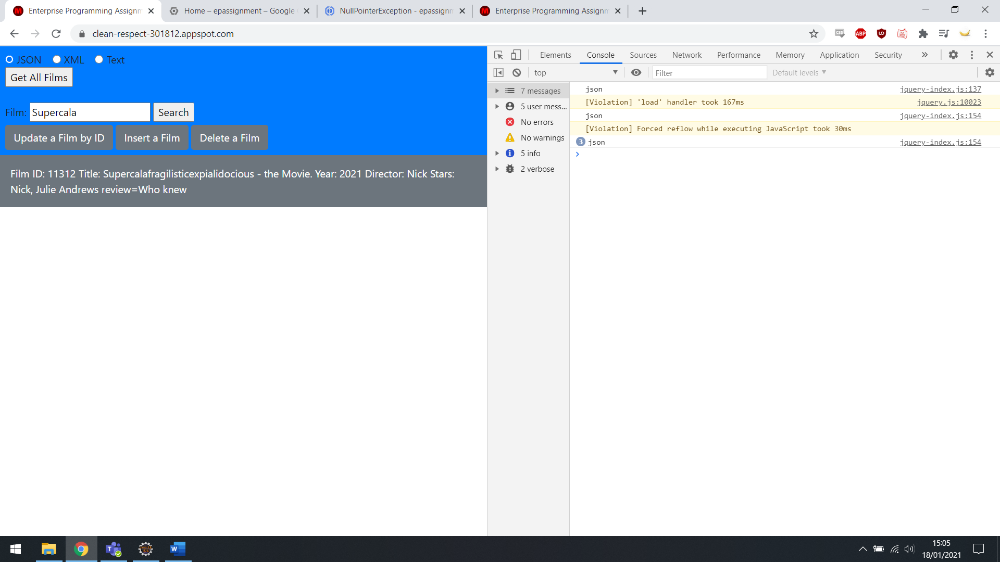 Enterprise Programming Assignm
Home – epassignment – Google
NullPointerException - epassignm
Enterprise Programming Assignm
clean-respect-301812.appspot.com
CSS
ABP
JSON XML Text
Get All Films
Film: Supercala Search
Update a Film by ID Insert a Film Delete a Film
Film ID: 11312 Title: Supercalafragilisticexpialidocious - the Movie. Year: 2021 Director: Nick Stars:
Nick, Julie Andrews review=Who knew
Elements Console Sources Network Performance Memory Application Security
top Filter Default levels
7 messages
5 user mess...
No errors
No warnings
5 info
2 verbose
json jquery-index.js:137
[Violation] 'load' handler took 167ms jquery.js:10023
json jquery-index.js:154
[Violation] Forced reflow while executing JavaScript took 30ms
3 json jquery-index.js:154
15:05
18/01/2021